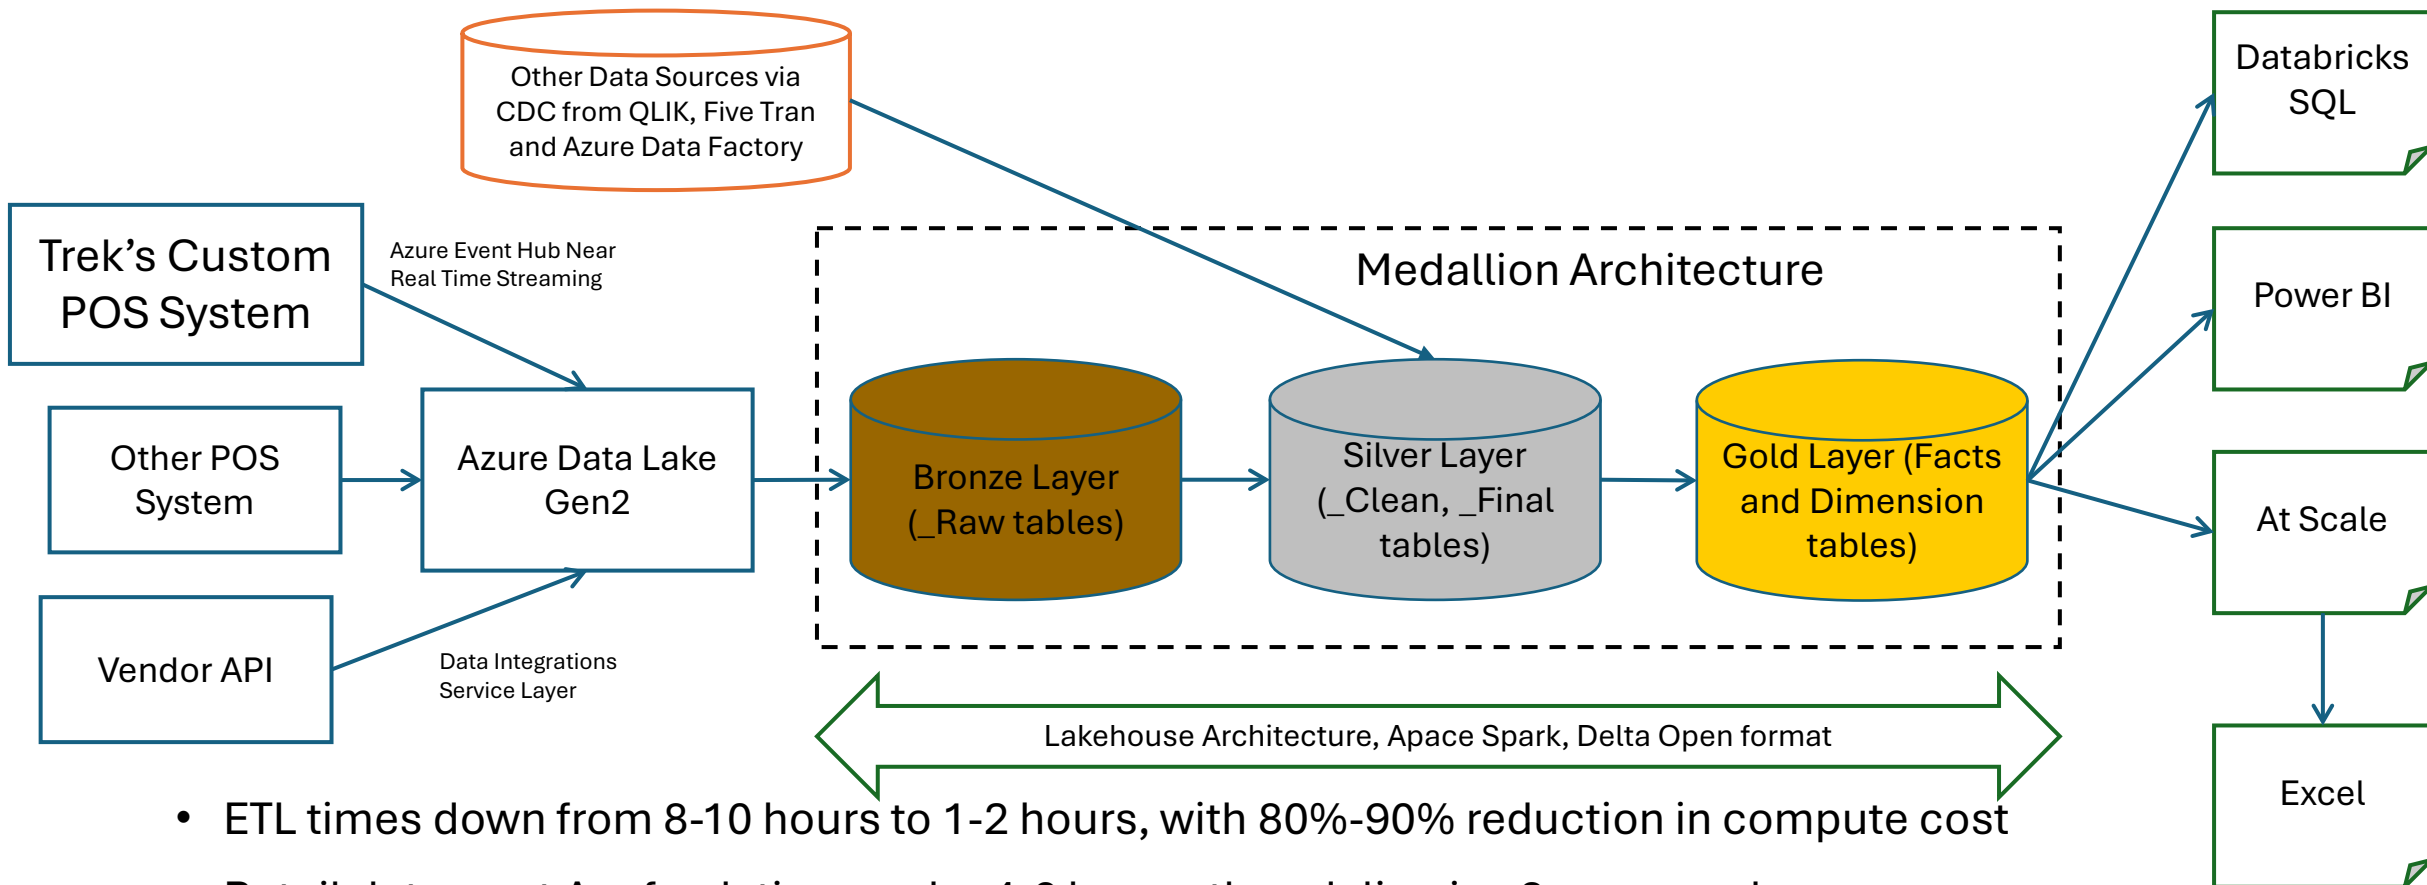 Other Data Sources via
CDC from QLIK, Five Tran
and Azure Data Factory
Databricks
SQL
Trek's Custom
POS System
Azure Event Hub Near
Real Time Streaming
Medallion Architecture
Power BI
Other POS
System
Azure Data Lake
Gen2
Bronze Layer
(_Raw tables)
Silver Layer
(_Clean, _Final
tables)
Gold Layer (Facts
and Dimension
tables)
At Scale
Vendor API
Data Integrations
Service Layer
Lakehouse Architecture, Apace Spark, Delta Open format
Excel
• ETL times down from 8-10 hours to 1-2 hours, with 80%-90% reduction in compute cost